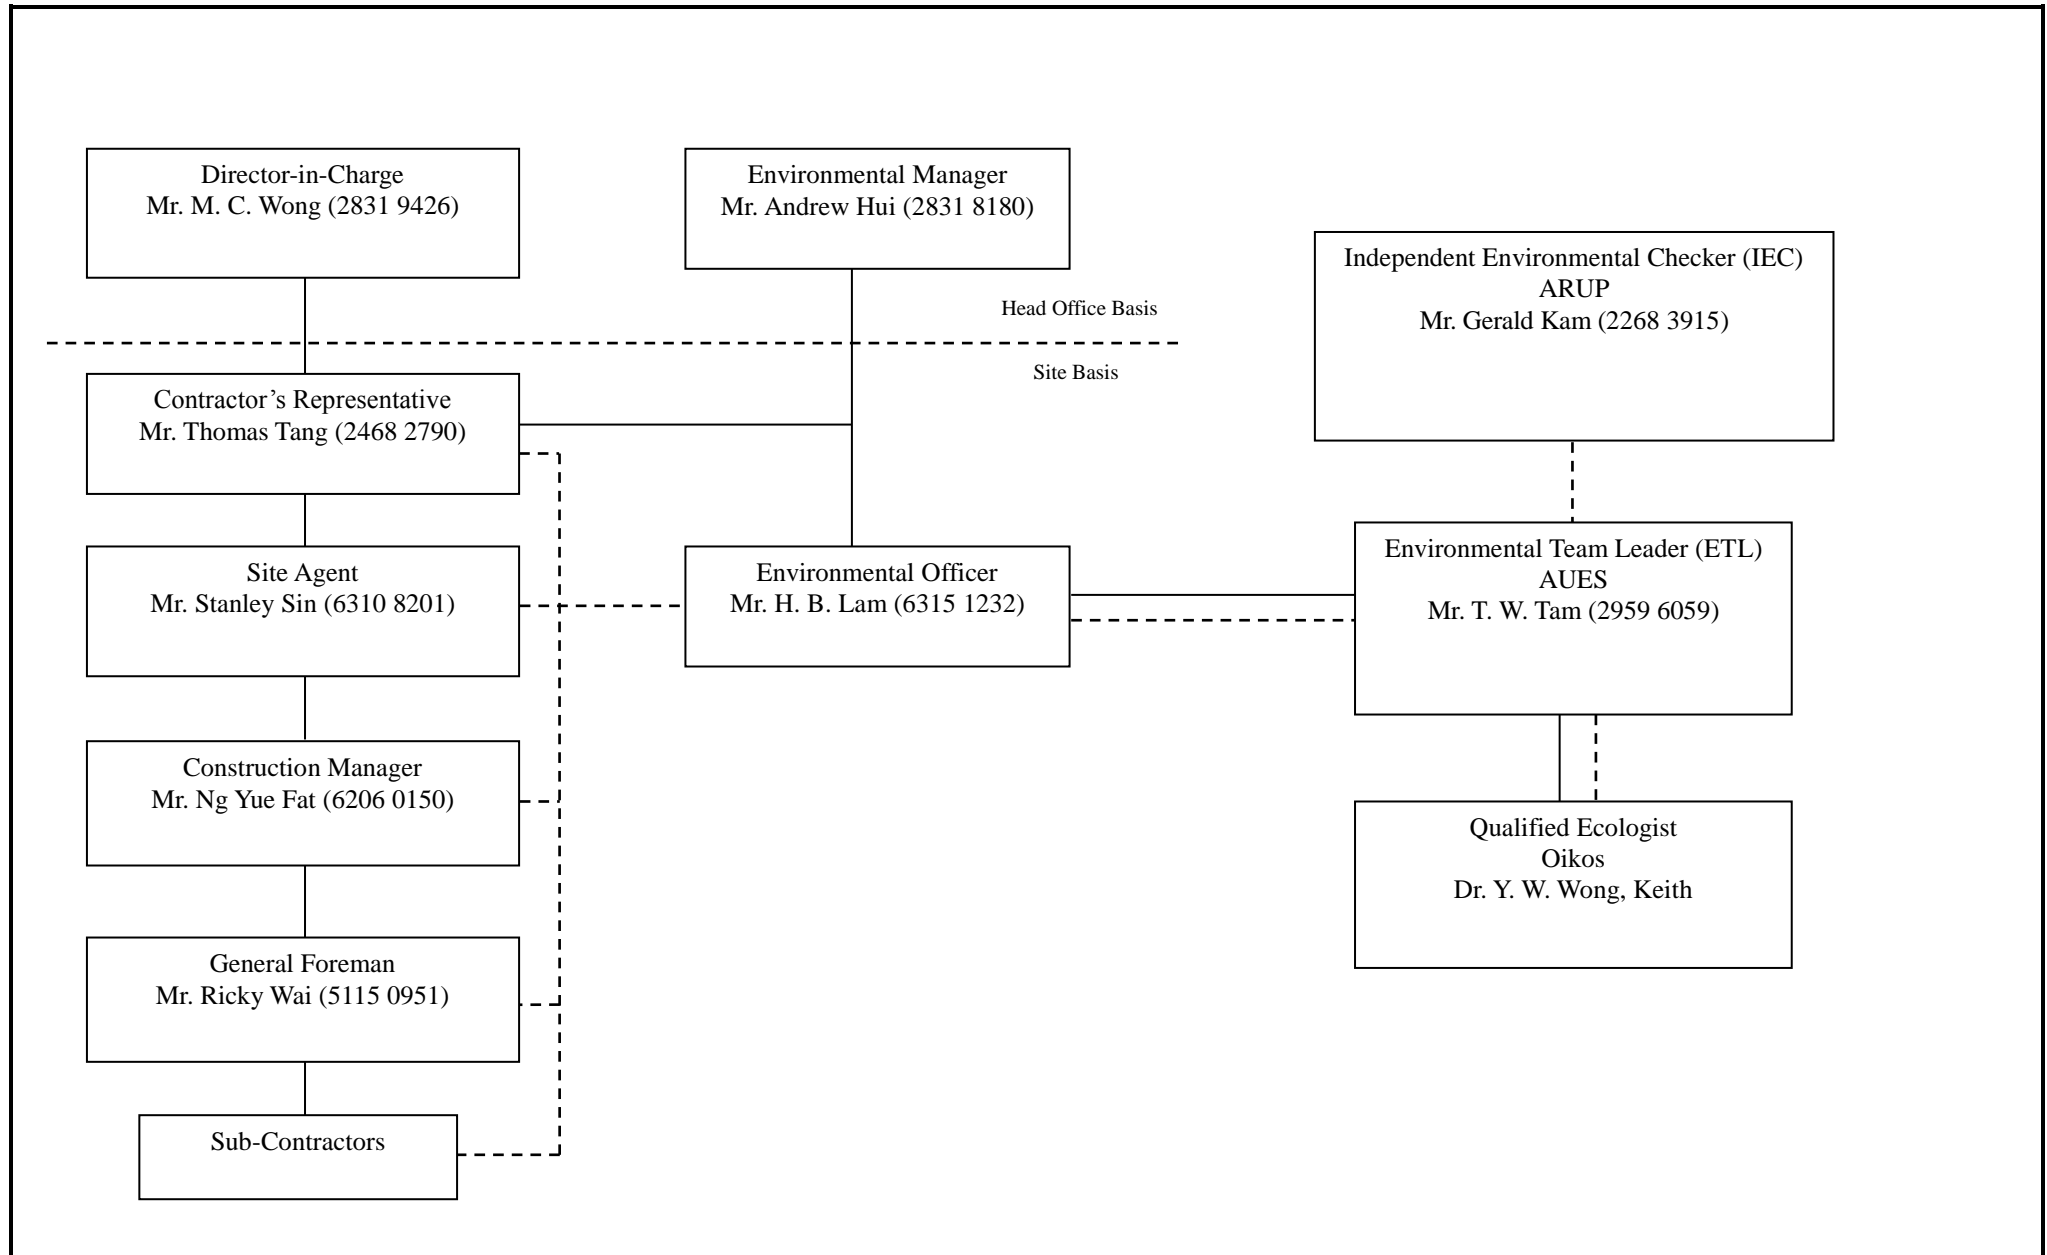 Director-in-Charge
Mr. M. C. Wong (2831 9426)
Environmental Manager
Mr. Andrew Hui (2831 8180)
Independent Environmental Checker (IEC)
ARUP
Mr. Gerald Kam (2268 3915)
Head Office Basis
Site Basis
Contractor’s Representative
Mr. Thomas Tang (2468 2790)
Site Agent
Mr. Stanley Sin (6310 8201)
Environmental Officer
Mr. H. B. Lam (6315 1232)
Environmental Team Leader (ETL)
AUES
Mr. T. W. Tam (2959 6059)
Construction Manager
Mr. Ng Yue Fat (6206 0150)
Qualified Ecologist
Oikos
Dr. Y. W. Wong, Keith
General Foreman
Mr. Ricky Wai (5115 0951)
Sub-Contractors